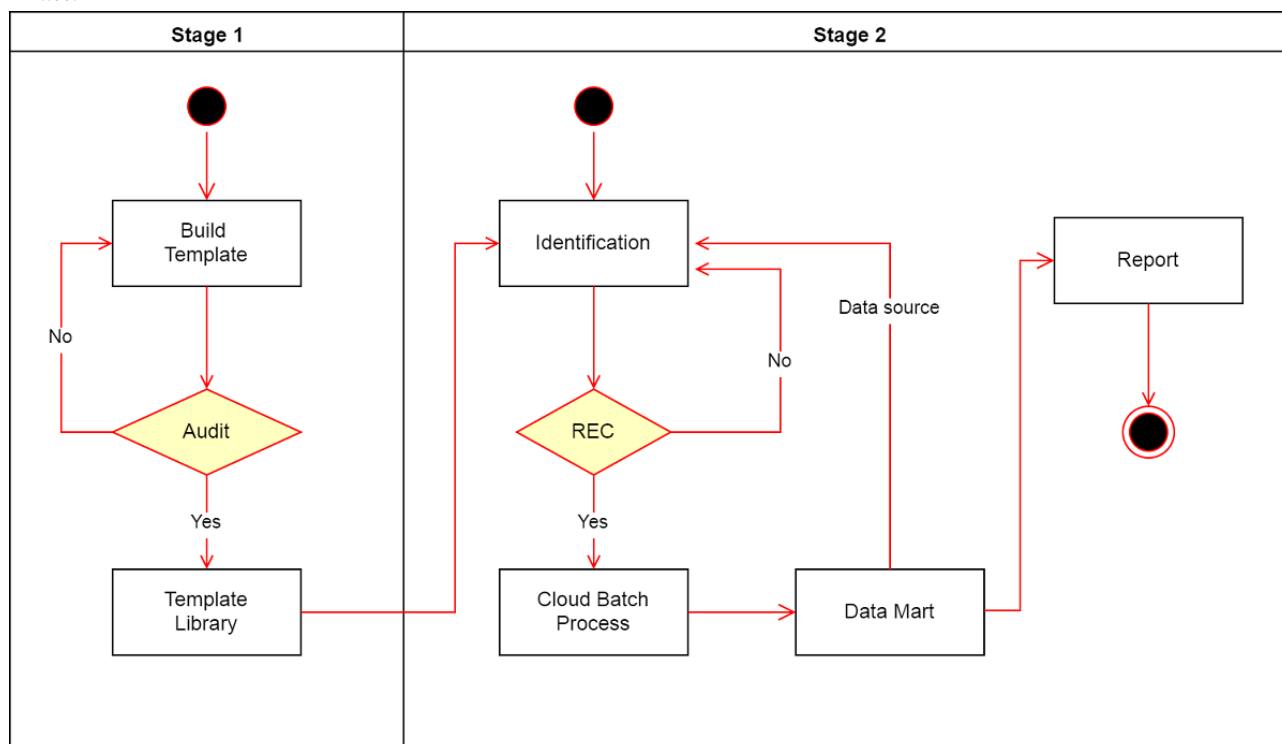 Stage 1
Stage 2
Build
Template
Identification
Report
No
Data source
No
Audit
REC
Yes
Yes
Template
Library
Cloud Batch
Process
Data Mart